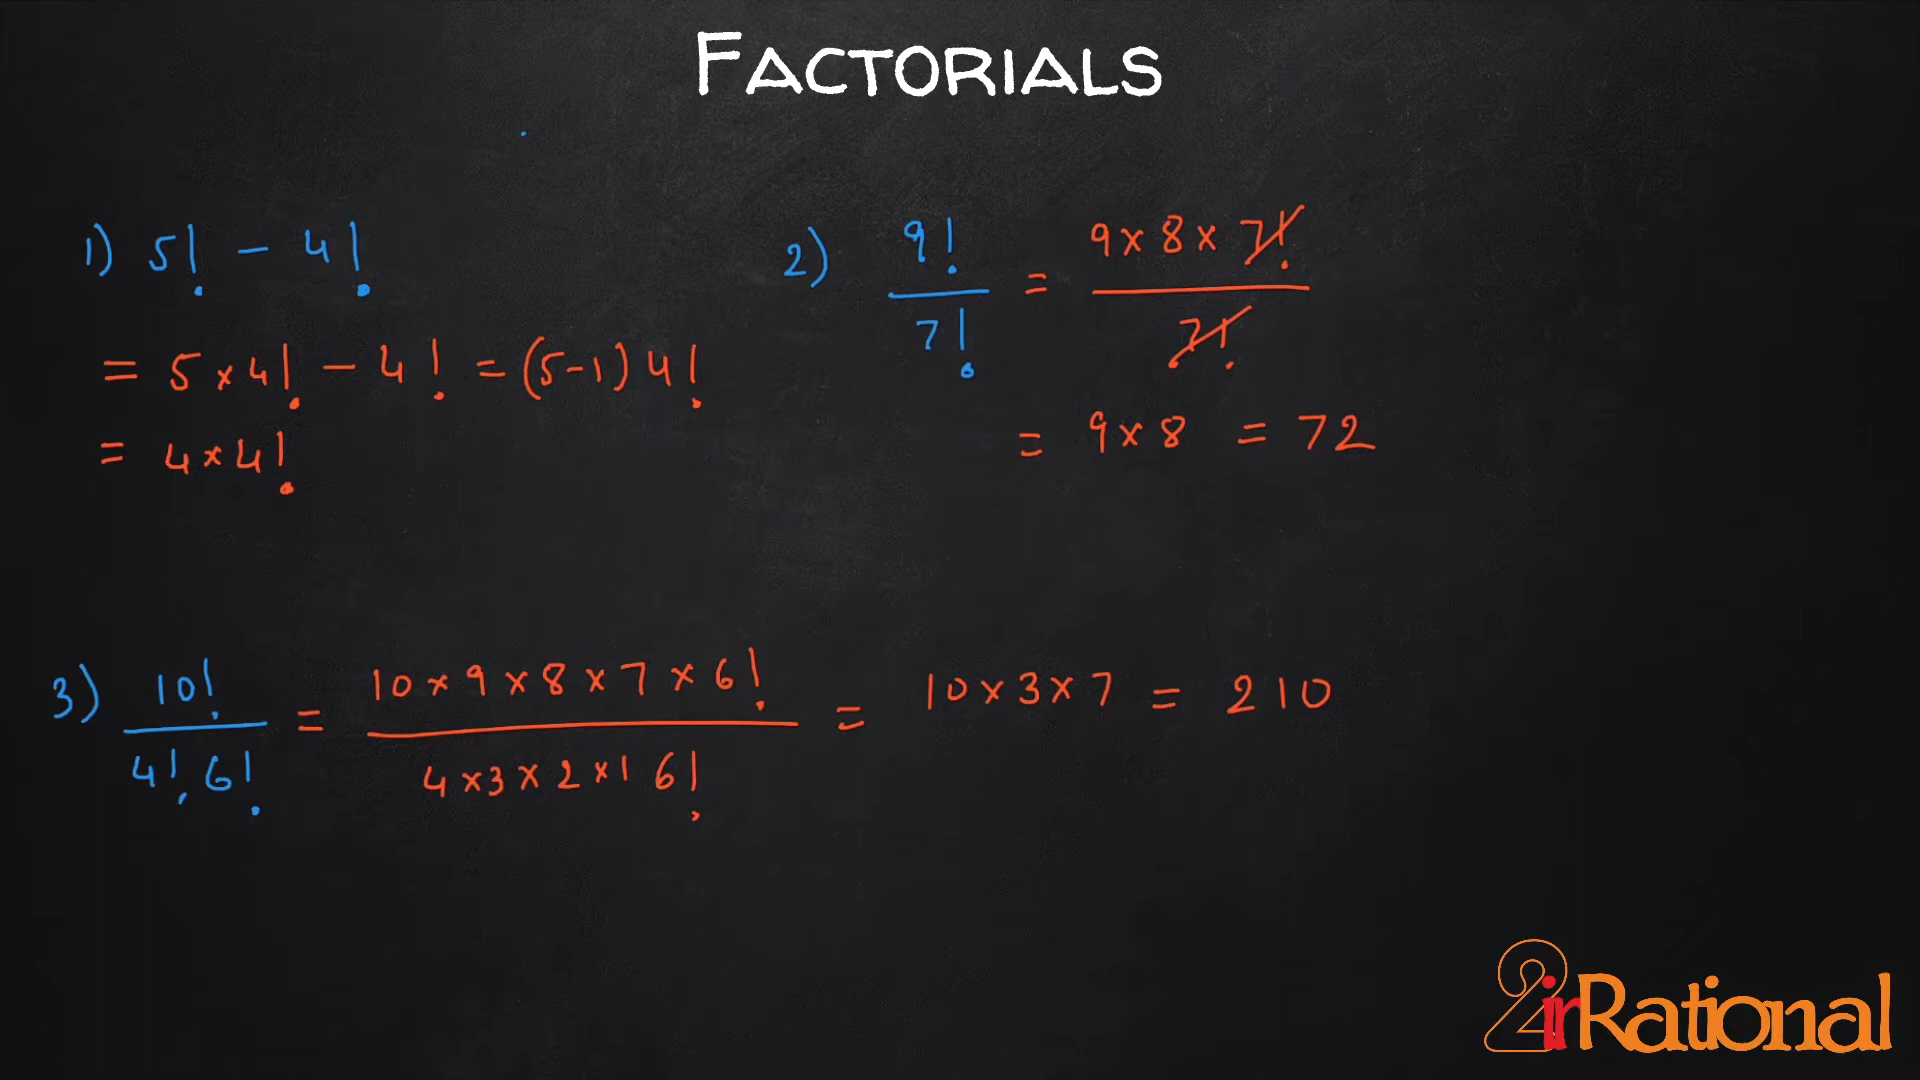 FACTORIALS
1) 5! - 4!
= 5 × 4! - 4! = (5-1) 4!
= 4 × 4!
2) 9! / 7! = 9 × 8 × 7! / 7!
= 9 × 8 = 72
3) 10! / 4! 6! = 10 × 9 × 8 × 7 × 6! / 4 × 3 × 2 × 1 6! = 10 × 3 × 7 = 210
2irRational